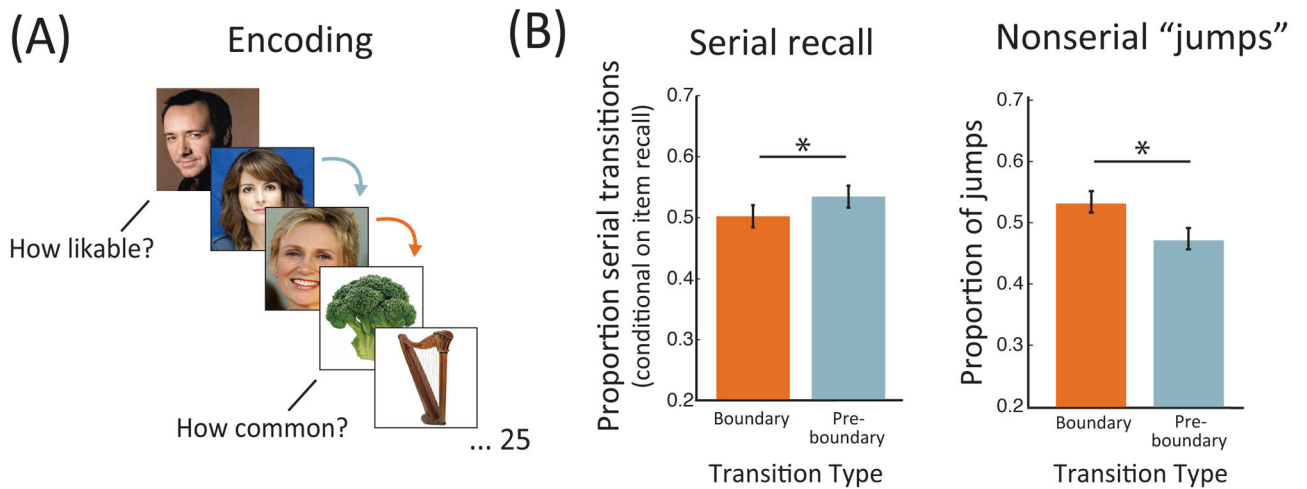 (A)
Encoding
How likable?
How common?
... 25
(B)
Serial recall
Proportion serial transitions
(conditional on item recall)
0.7
0.6
0.5
0.4
0.3
0.2
*
Boundary
Pre-
boundary
Transition Type
Nonserial “jumps”
Proportion of jumps
0.7
0.6
0.5
0.4
0.3
0.2
*
Boundary
Pre-
boundary
Transition Type